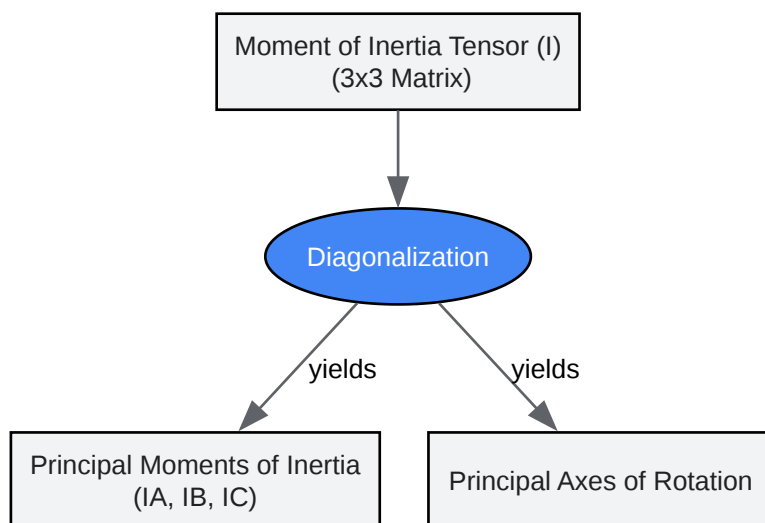 Moment of Inertia Tensor (I)
(3x3 Matrix)
Diagonalization
yields
yields
Principal Moments of Inertia
(IA, IB, IC)
Principal Axes of Rotation